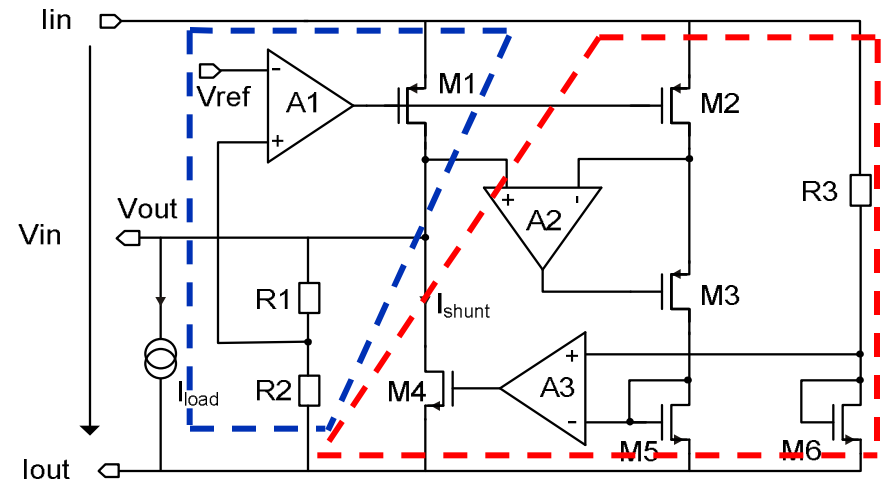 Iin
M1
A1
Vref
M2
R3
Vout
A2
Vin
M3
R1
Ishunt
A3
M4
R2
Iload
M5
M6
Iout